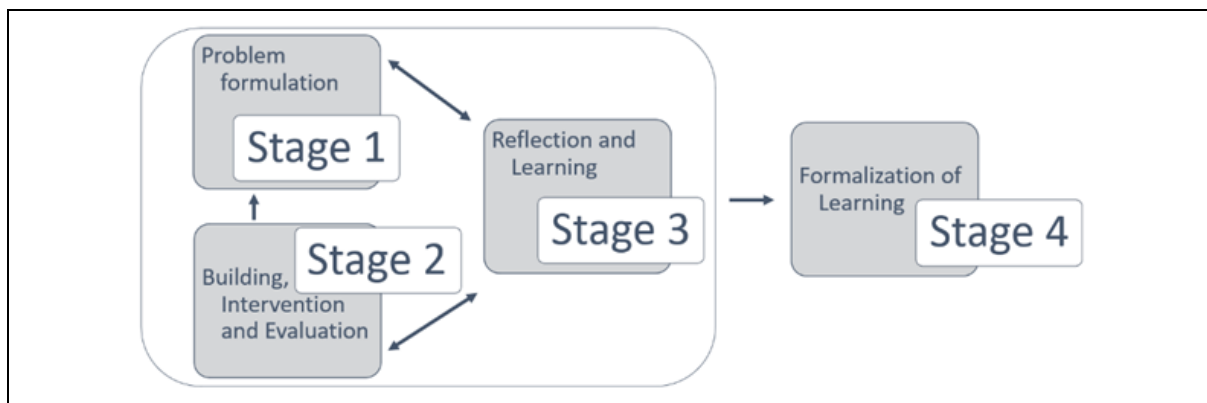 Problem
formulation
Stage 1
Building,
Intervention
and Evaluation
Stage 2
Reflection and
Learning
Stage 3
Formalization of
Learning
Stage 4